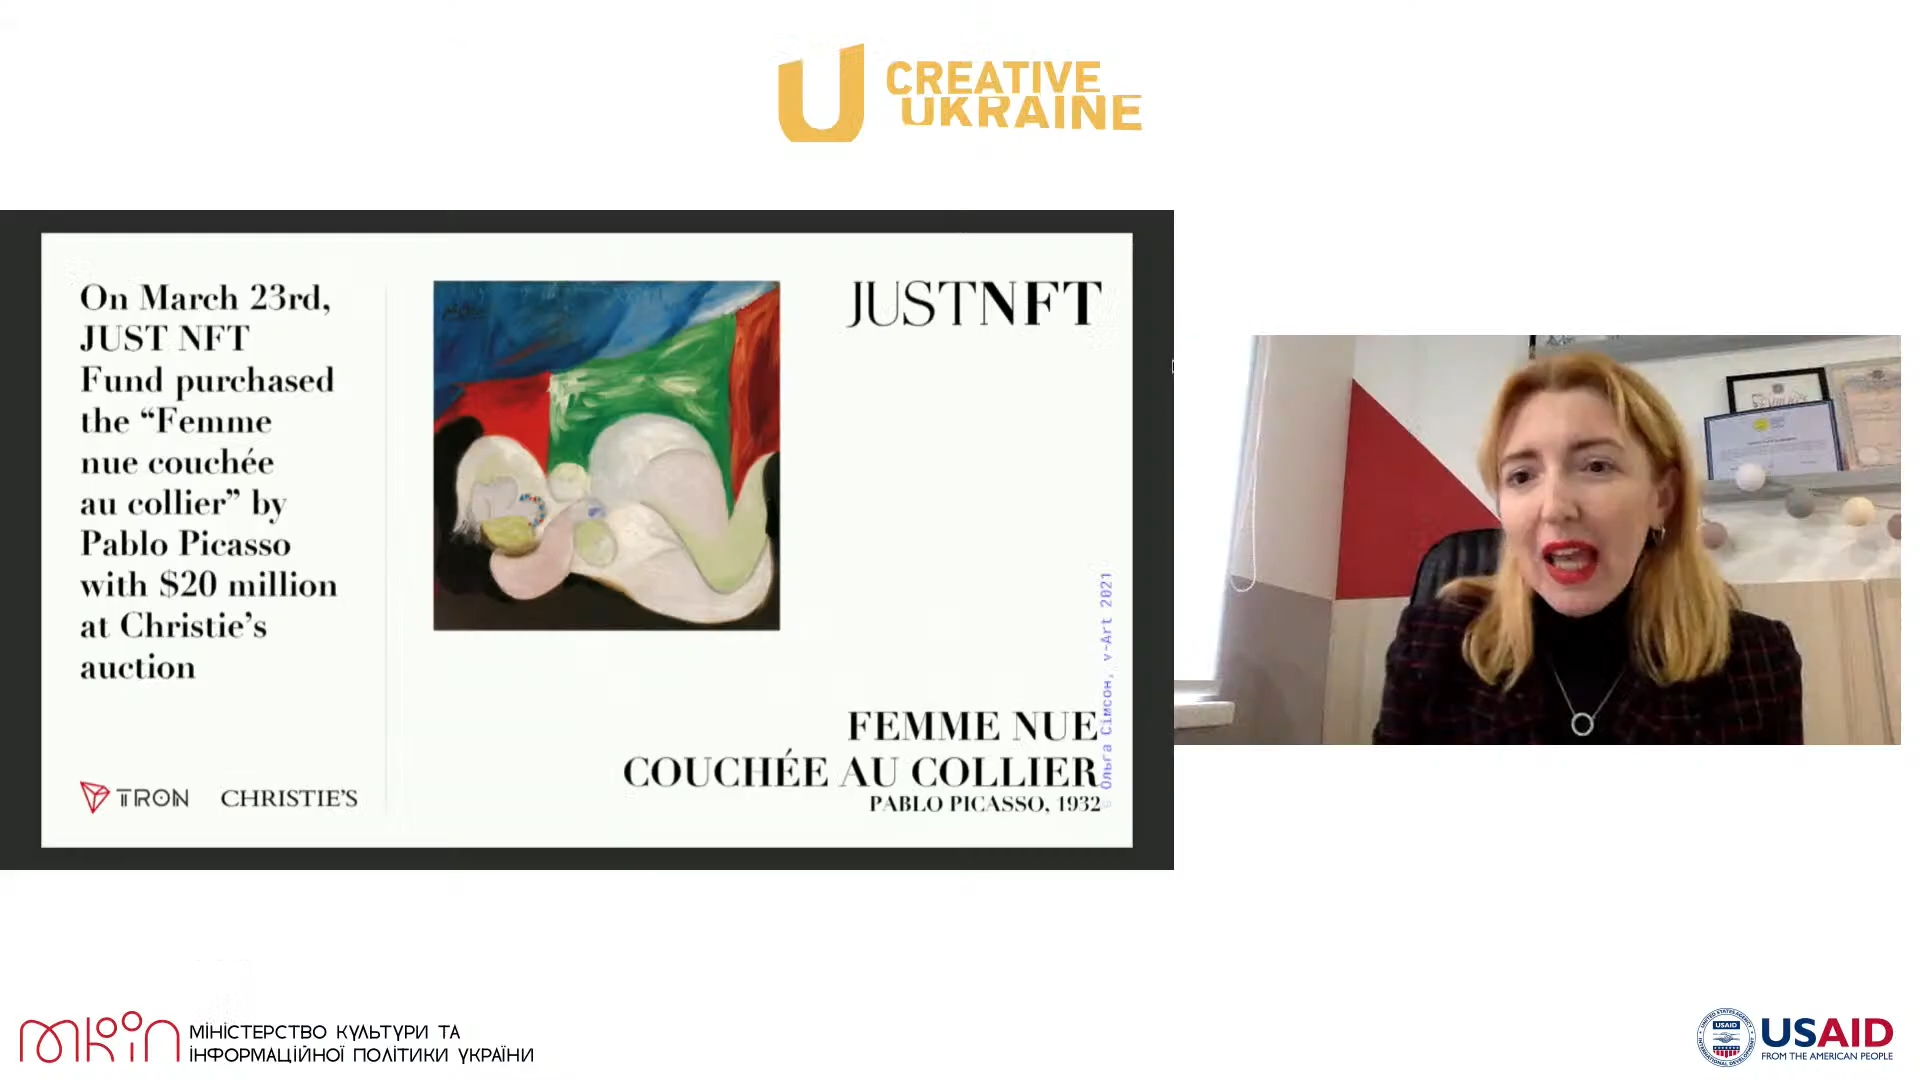 CREATIVE
UKRAINE
On March 23rd,
JUST NFT
Fund purchased
the “Femme
nue couchée
au collier” by
Pablo Picasso
with $20 million
at Christie’s
auction
TRON CHRISTIE'S
JUSTNFT
FEMME NUE
COUCHÉE AU COLLIER
PABLO PICASSO, 1932
© Ольга Сімсон, v-Art 2021
МІНІСТЕРСТВО КУЛЬТУРИ ТА
ІНФОРМАЦІЙНОЇ ПОЛІТИКИ УКРАЇНИ
USAID
USAID
FROM THE AMERICAN PEOPLE